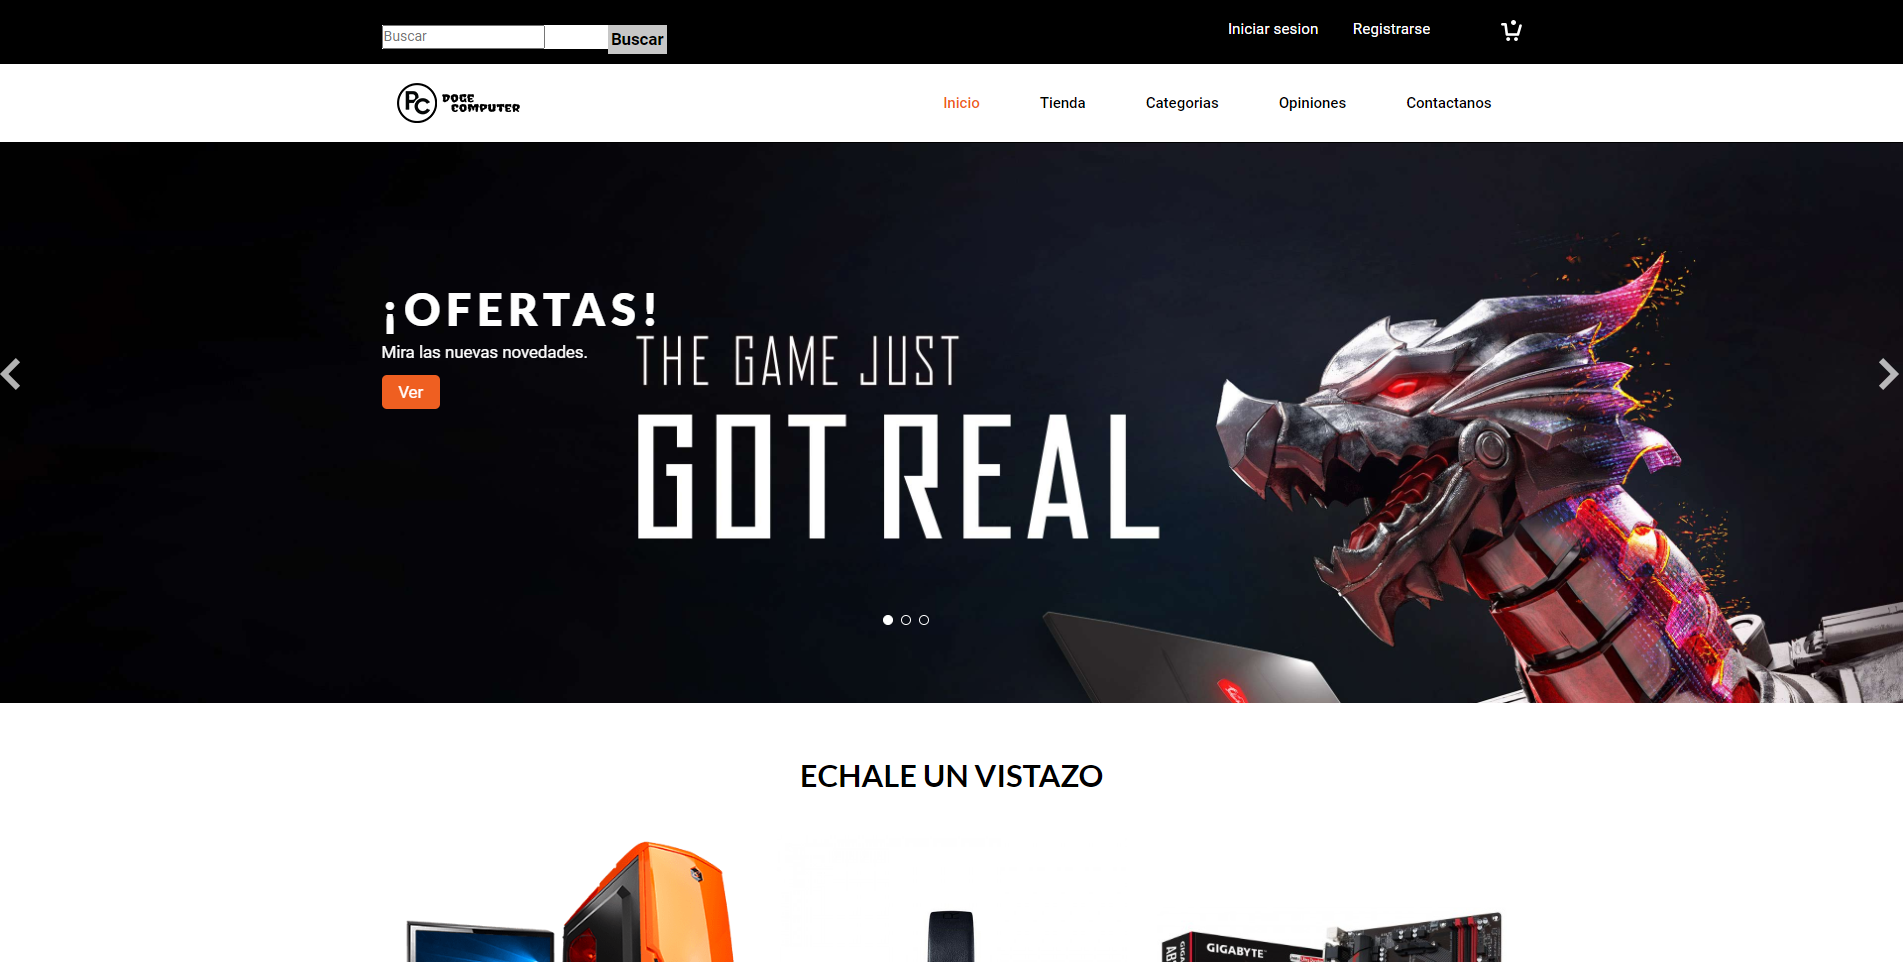 Buscar
Buscar
Iniciar sesion
Registrarse
PC DOGE
COMPUTER
Inicio
Tienda
Categorias
Opiniones
Contactanos
¡OFERTAS!
Mira las nuevas novedades.
Ver
THE GAME JUST
GOT REAL
ECHALE UN VISTAZO
GIGABYTE